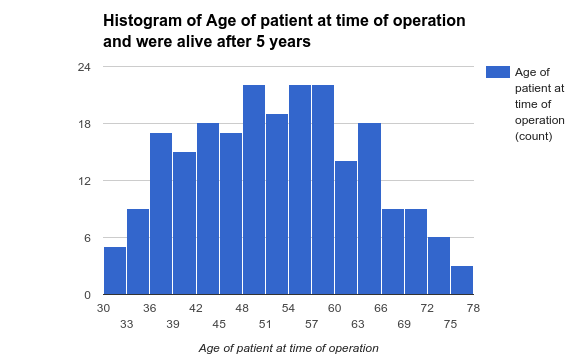 Histogram of Age of patient at time of operation
and were alive after 5 years
24
18
12
6
0
Age of
patient at
time of
operation
(count)
30 36 42 48 54 60 66 72 78
33 39 45 51 57 63 69 75
Age of patient at time of operation